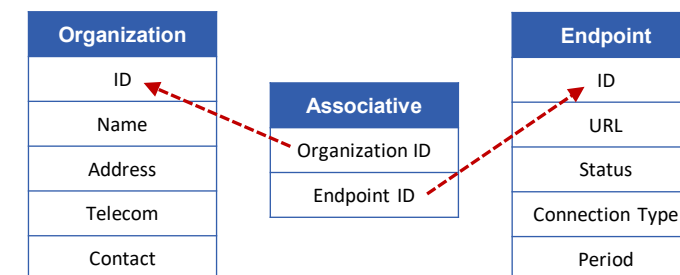 Organization
ID
Name
Address
Telecom
Contact
Associative
Organization ID
Endpoint ID
Endpoint
ID
URL
Status
Connection Type
Period